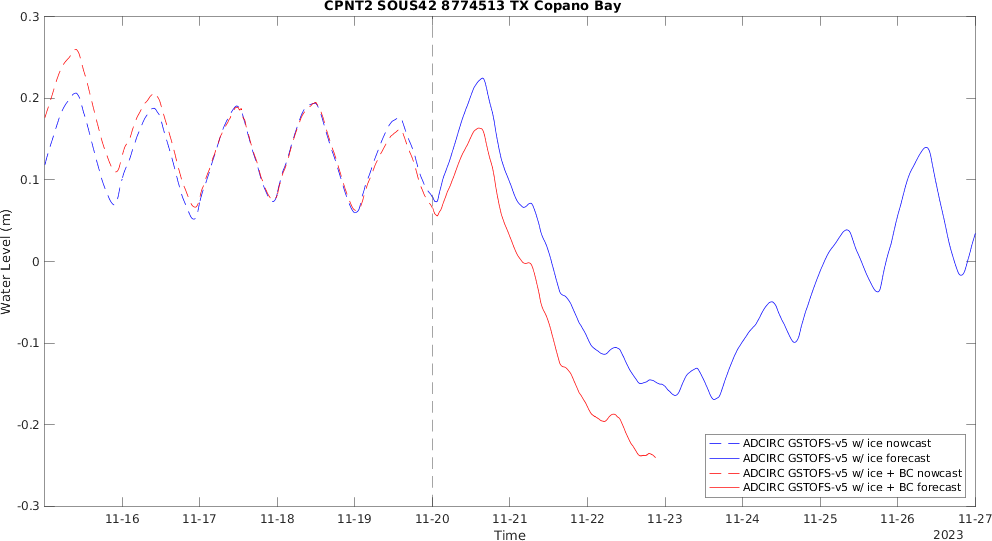 CPNT2 SOUS42 8774513 TX Copano Bay
0.3
0.2
0.1
0
-0.1
-0.2
-0.3
Water Level (m)
11-16
11-17
11-18
11-19
11-20
11-21
11-22
11-23
11-24
11-25
11-26
11-27
Time
2023
ADCIRC GSTOFS-v5 w/ ice nowcast
ADCIRC GSTOFS-v5 w/ ice forecast
ADCIRC GSTOFS-v5 w/ ice + BC nowcast
ADCIRC GSTOFS-v5 w/ ice + BC forecast